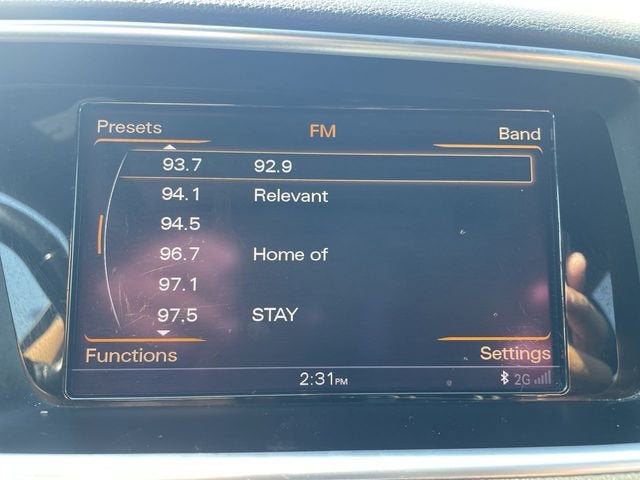 Presets FM Band
93.7 92.9
94.1 Relevant
94.5
96.7 Home of
97.1
97.5 STAY
Functions Settings
2:31PM 2G